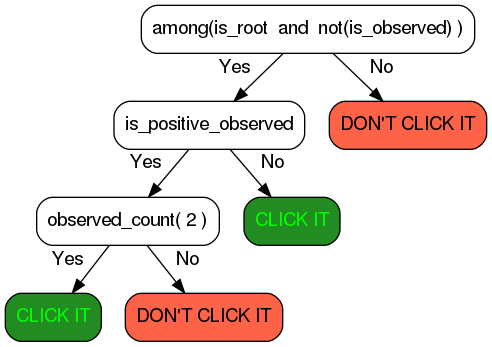 among(is_root and not(is_observed) )
Yes
No
is_positive_observed
DON'T CLICK IT
Yes
No
observed_count( 2 )
CLICK IT
Yes
No
CLICK IT
DON'T CLICK IT